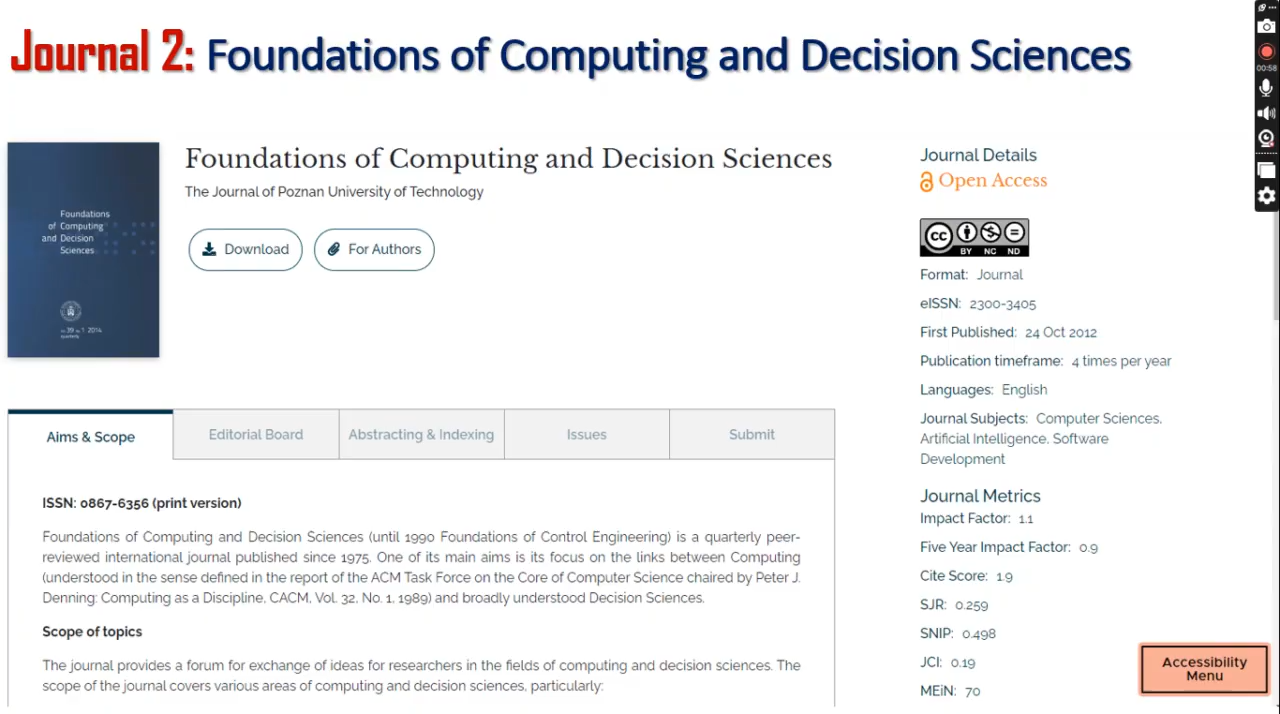 Journal 2: Foundations of Computing and Decision Sciences
00:58
Foundations
of Computing
and Decision
Sciences
quarterly
Foundations of Computing and Decision Sciences
The Journal of Poznan University of Technology
Download
For Authors
Aims & Scope
Editorial Board
Abstracting & Indexing
Issues
Submit
ISSN: 0867-6356 (print version)
Foundations of Computing and Decision Sciences (until 1990 Foundations of Control Engineering) is a quarterly peer-
reviewed international journal published since 1975. One of its main aims is its focus on the links between Computing
(understood in the sense defined in the report of the ACM Task Force on the Core of Computer Science chaired by Peter J.
Denning: Computing as a Discipline, CACM, Vol. 32, No. 1, 1989) and broadly understood Decision Sciences.
Scope of topics
The journal provides a forum for exchange of ideas for researchers in the fields of computing and decision sciences. The
scope of the journal covers various areas of computing and decision sciences, particularly:
Journal Details
Open Access
cc BY NC ND
Format: Journal
eISSN: 2300-3405
First Published: 24 Oct 2012
Publication timeframe: 4 times per year
Languages: English
Journal Subjects: Computer Sciences,
Artificial Intelligence, Software
Development
Journal Metrics
Impact Factor: 1.1
Five Year Impact Factor: 0.9
Cite Score: 1.9
SJR: 0.259
SNIP: 0.498
JCI: 0.19
MEiN: 70
Accessibility
Menu